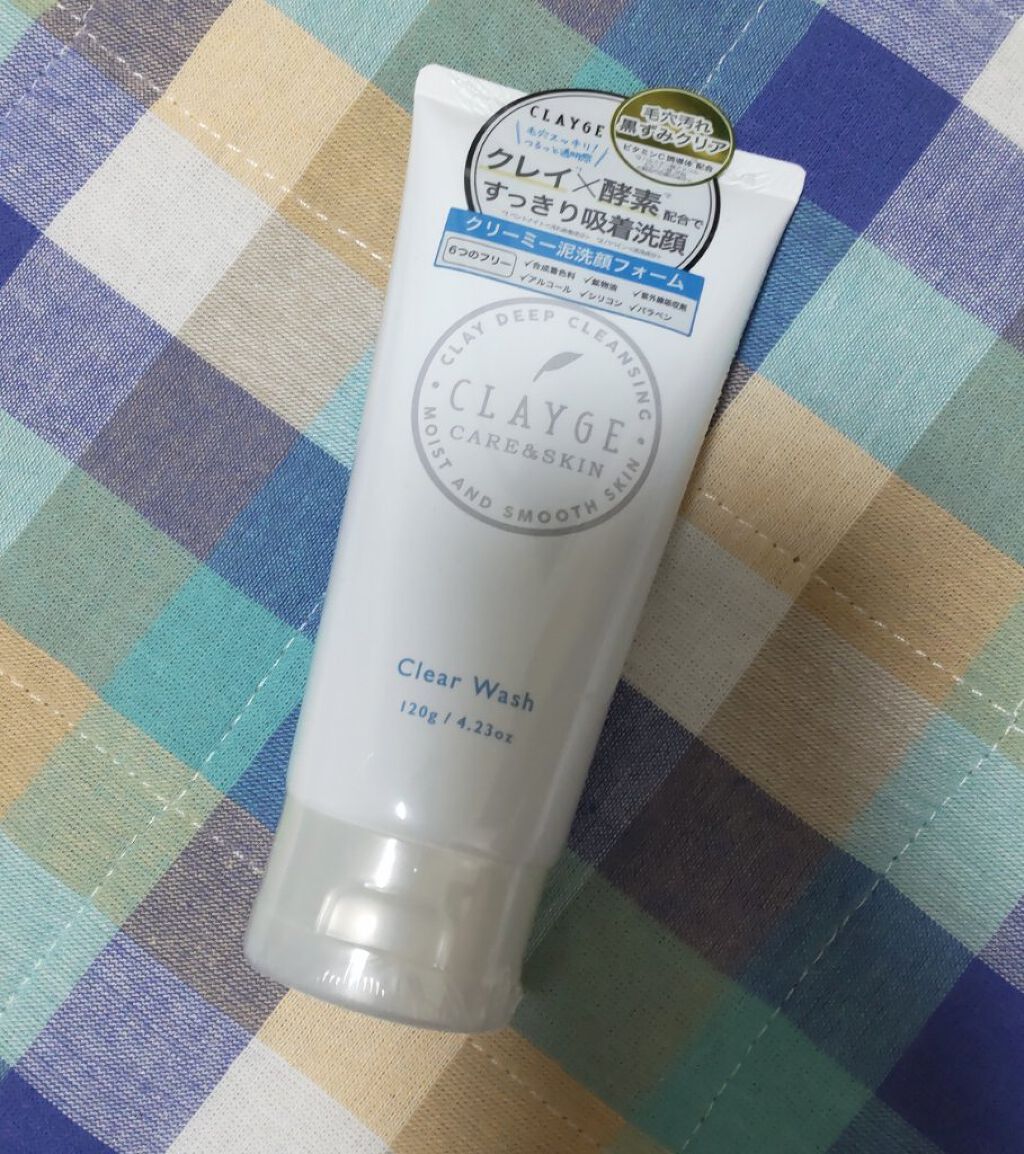 CLAYGE
毛穴スッキリ!
つるっと透明感
クレイ×酵素配合で
すっきり吸着洗顔
毛穴汚れ
黒ずみクリア
ビタミンC誘導体 配合
クリーミー泥洗顔フォーム
6つのフリー
✓合成着色料 ✓鉱物油 ✓紫外線吸収剤
✓アルコール ✓シリコン ✓パラベン
CLAY DEEP CLEANSING
CLAYGE
CARE&SKIN
MOIST AND SMOOTH SKIN
Clear Wash
120g / 4.23oz